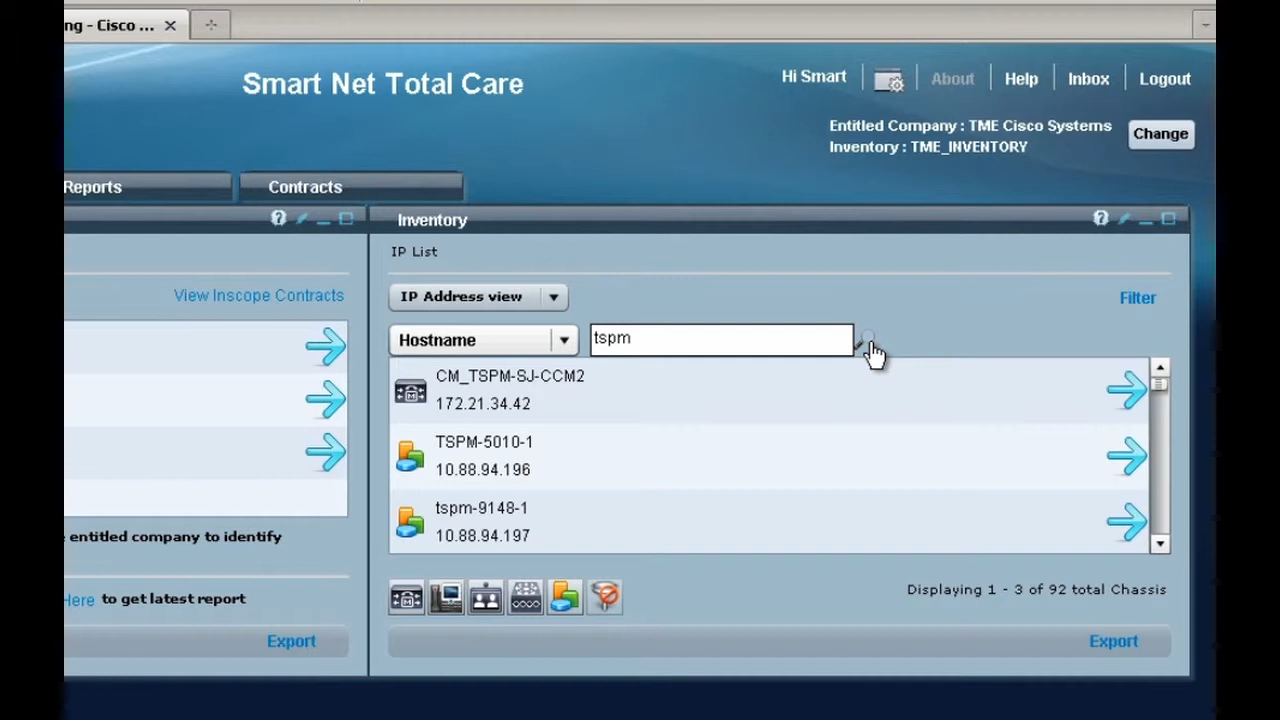 ng - Cisco ...
Smart Net Total Care
Hi Smart
About
Help
Inbox
Logout
Entitled Company : TME Cisco Systems
Inventory : TME_INVENTORY
Change
Reports
Contracts
Inventory
IP List
View Inscope Contracts
IP Address view
Filter
Hostname
tspm
CM_TSPM-SJ-CCM2
172.21.34.42
TSPM-5010-1
10.88.94.196
tspm-9148-1
10.88.94.197
entitled company to identify
Here to get latest report
Displaying 1 - 3 of 92 total Chassis
Export
Export